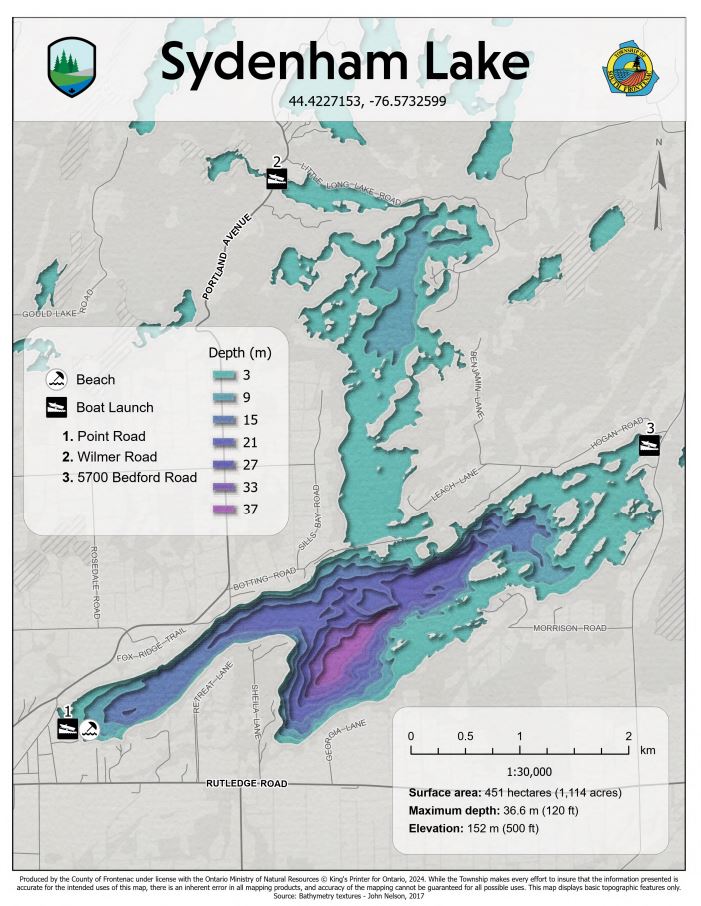 Sydenham Lake
44.4227153, -76.5732599
TOWNSHIP OF
SOUTH FRONTENAC
N
2
LITTLE LONG LAKE ROAD
PORTLAND AVENUE
GOULD LAKE ROAD
Depth (m)
Beach
Boat Launch
1. Point Road
2. Wilmer Road
3. 5700 Bedford Road
3
9
15
21
27
33
37
BENJAMIN LANE
3
HOGAN ROAD
LEACH LANE
SILLS BAY ROAD
ROSEDALE ROAD
BOTTING ROAD
MORRISON ROAD
FOX RIDGE TRAIL
RETREAT LANE
SHEILA LANE
GEORGIA LANE
1
RUTLEDGE ROAD
0 0.5 1 2
km
1:30,000
Surface area: 451 hectares (1,114 acres)
Maximum depth: 36.6 m (120 ft)
Elevation: 152 m (500 ft)
Produced by the County of Frontenac under license with the Ontario Ministry of Natural Resources © King's Printer for Ontario, 2024. While the Township makes every effort to insure that the information presented is
accurate for the intended uses of this map, there is an inherent error in all mapping products, and accuracy of the mapping cannot be guaranteed for all possible uses. This map displays basic topographic features only.
Source: Bathymetry textures - John Nelson, 2017